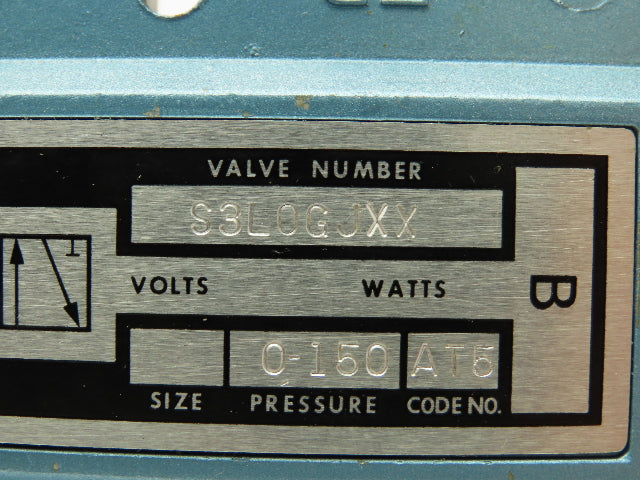 VALVE NUMBER
S3L0GJXX
VOLTS WATTS
B
0-150 AT5
SIZE PRESSURE CODE NO.